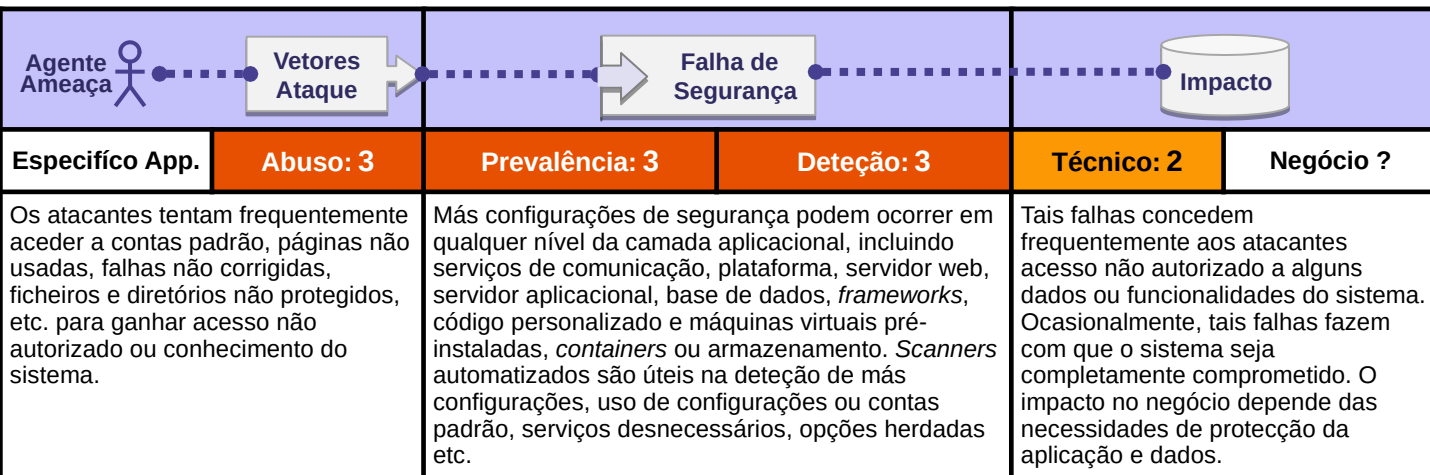 Agente
Ameaça
Vetores
Ataque
Falha de
Segurança
Impacto
Especifíco App.
Abuso: 3
Prevalência: 3
Deteção: 3
Técnico: 2
Negócio ?
Os atacantes tentam frequentemente
aceder a contas padrão, páginas não
usadas, falhas não corrigidas,
ficheiros e diretórios não protegidos,
etc. para ganhar acesso não
autorizado ou conhecimento do
sistema.
Más configurações de segurança podem ocorrer em
qualquer nível da camada aplicacional, incluindo
serviços de comunicação, plataforma, servidor web,
servidor aplicacional, base de dados, frameworks,
código personalizado e máquinas virtuais pré-
instaladas, containers ou armazenamento. Scanners
automatizados são úteis na deteção de más
configurações, uso de configurações ou contas
padrão, serviços desnecessários, opções herdadas
etc.
Tais falhas concedem
frequentemente aos atacantes
acesso não autorizado a alguns
dados ou funcionalidades do sistema.
Ocasionalmente, tais falhas fazem
com que o sistema seja
completamente comprometido. O
impacto no negócio depende das
necessidades de protecção da
aplicação e dados.